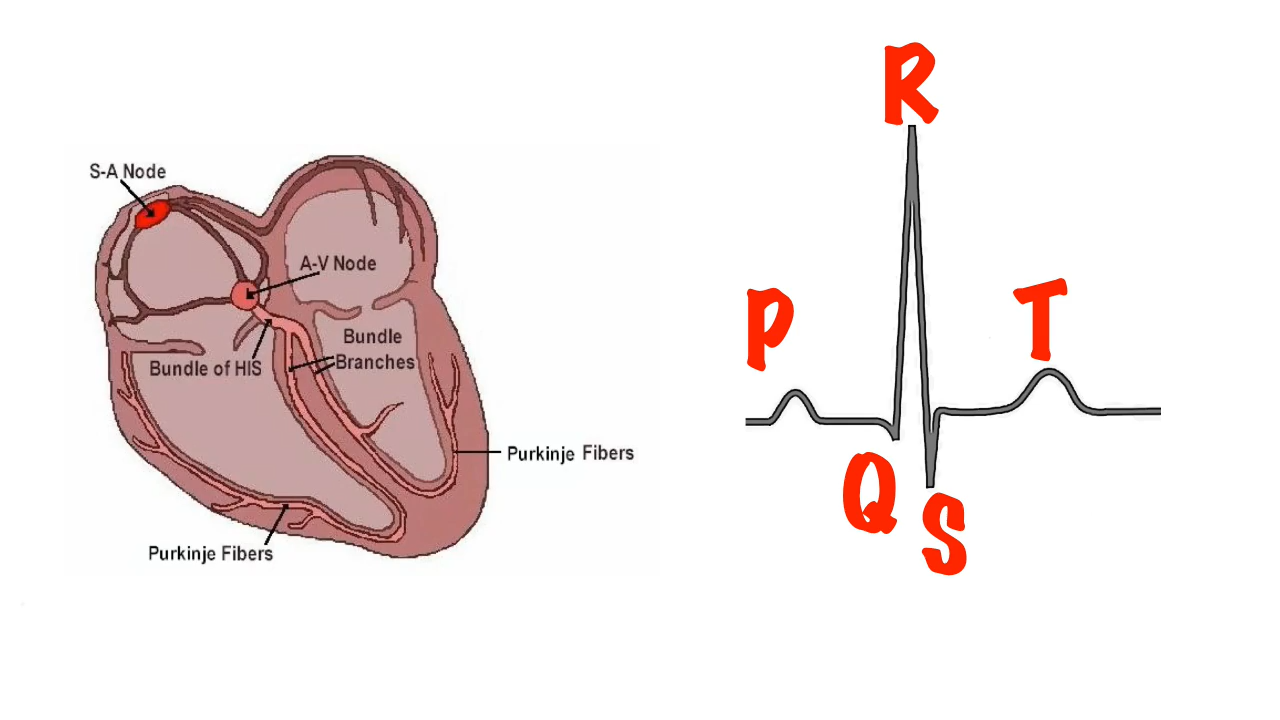 S-A Node
A-V Node
Bundle
Branches
Bundle of HIS
Purkinje Fibers
Purkinje Fibers
P
R
T
Q
S